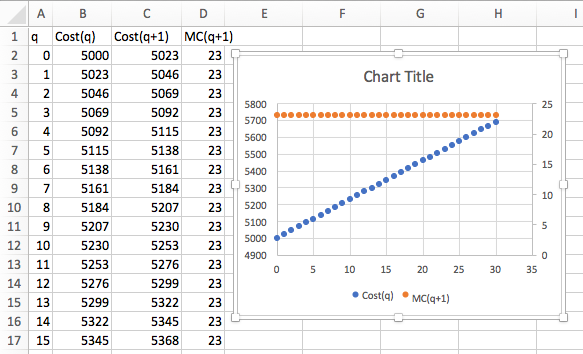 A B C D E F G H I
1 q Cost(q) Cost(q+1) MC(q+1)
2 0 5000 5023 23
3 1 5023 5046 23
4 2 5046 5069 23
5 3 5069 5092 23
6 4 5092 5115 23
7 5 5115 5138 23
8 6 5138 5161 23
9 7 5161 5184 23
10 8 5184 5207 23
11 9 5207 5230 23
12 10 5230 5253 23
13 11 5253 5276 23
14 12 5276 5299 23
15 13 5299 5322 23
16 14 5322 5345 23
17 15 5345 5368 23
Chart Title
5800 25
5700
5600 20
5500
5400 15
5300
5200 10
5100
5000 5
4900 0
0 5 10 15 20 25 30 35
Cost(q) MC(q+1)